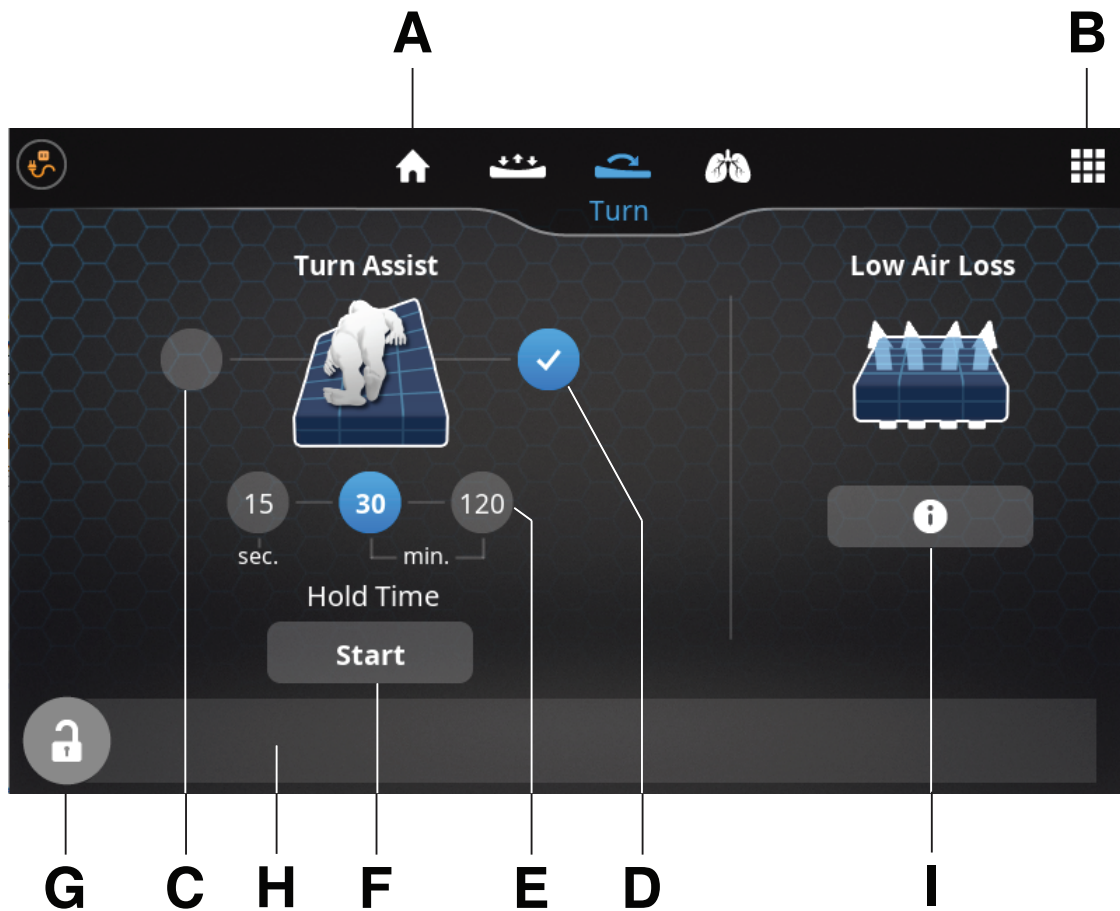 A B
Turn
Turn Assist Low Air Loss
15 30 120
sec. min.
Hold Time
Start
G C H F E D I